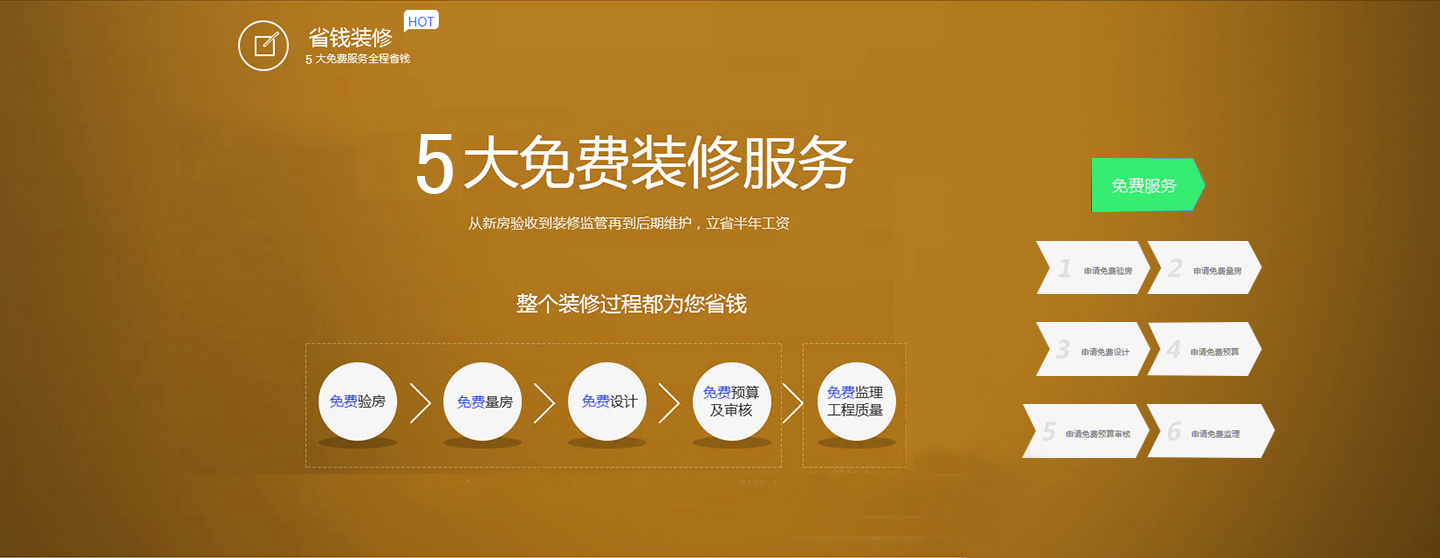 省钱装修
HOT
5 大免费服务全程省钱
5大免费装修服务
从新房验收到装修监管再到后期维护，立省半年工资
整个装修过程都为您省钱
免费验房
免费量房
免费设计
免费预算
及审核
免费监理
工程质量
免费服务
1 申请免费验房
2 申请免费量房
3 申请免费设计
4 申请免费预算
5 申请免费预算审核
6 申请免费监理